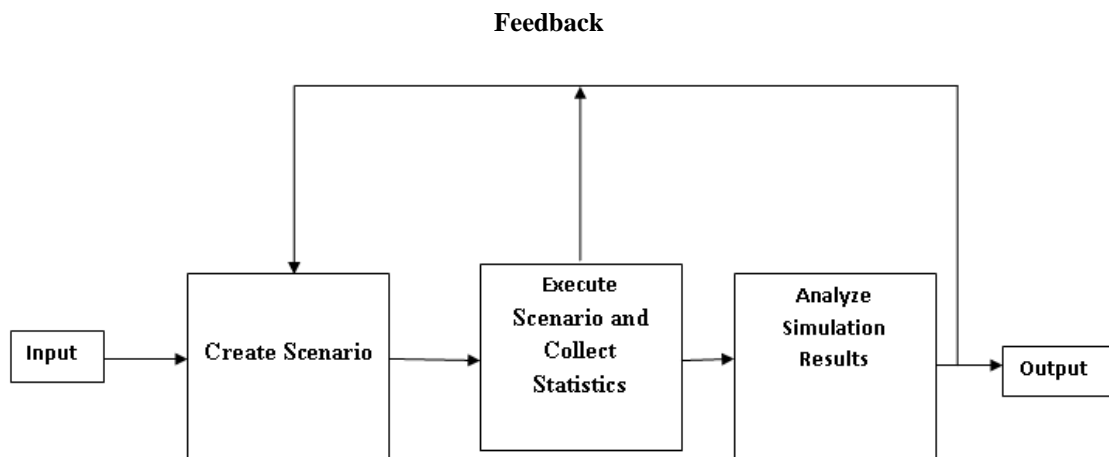 Feedback
Input
Create Scenario
Execute
Scenario and
Collect
Statistics
Analyze
Simulation
Results
Output